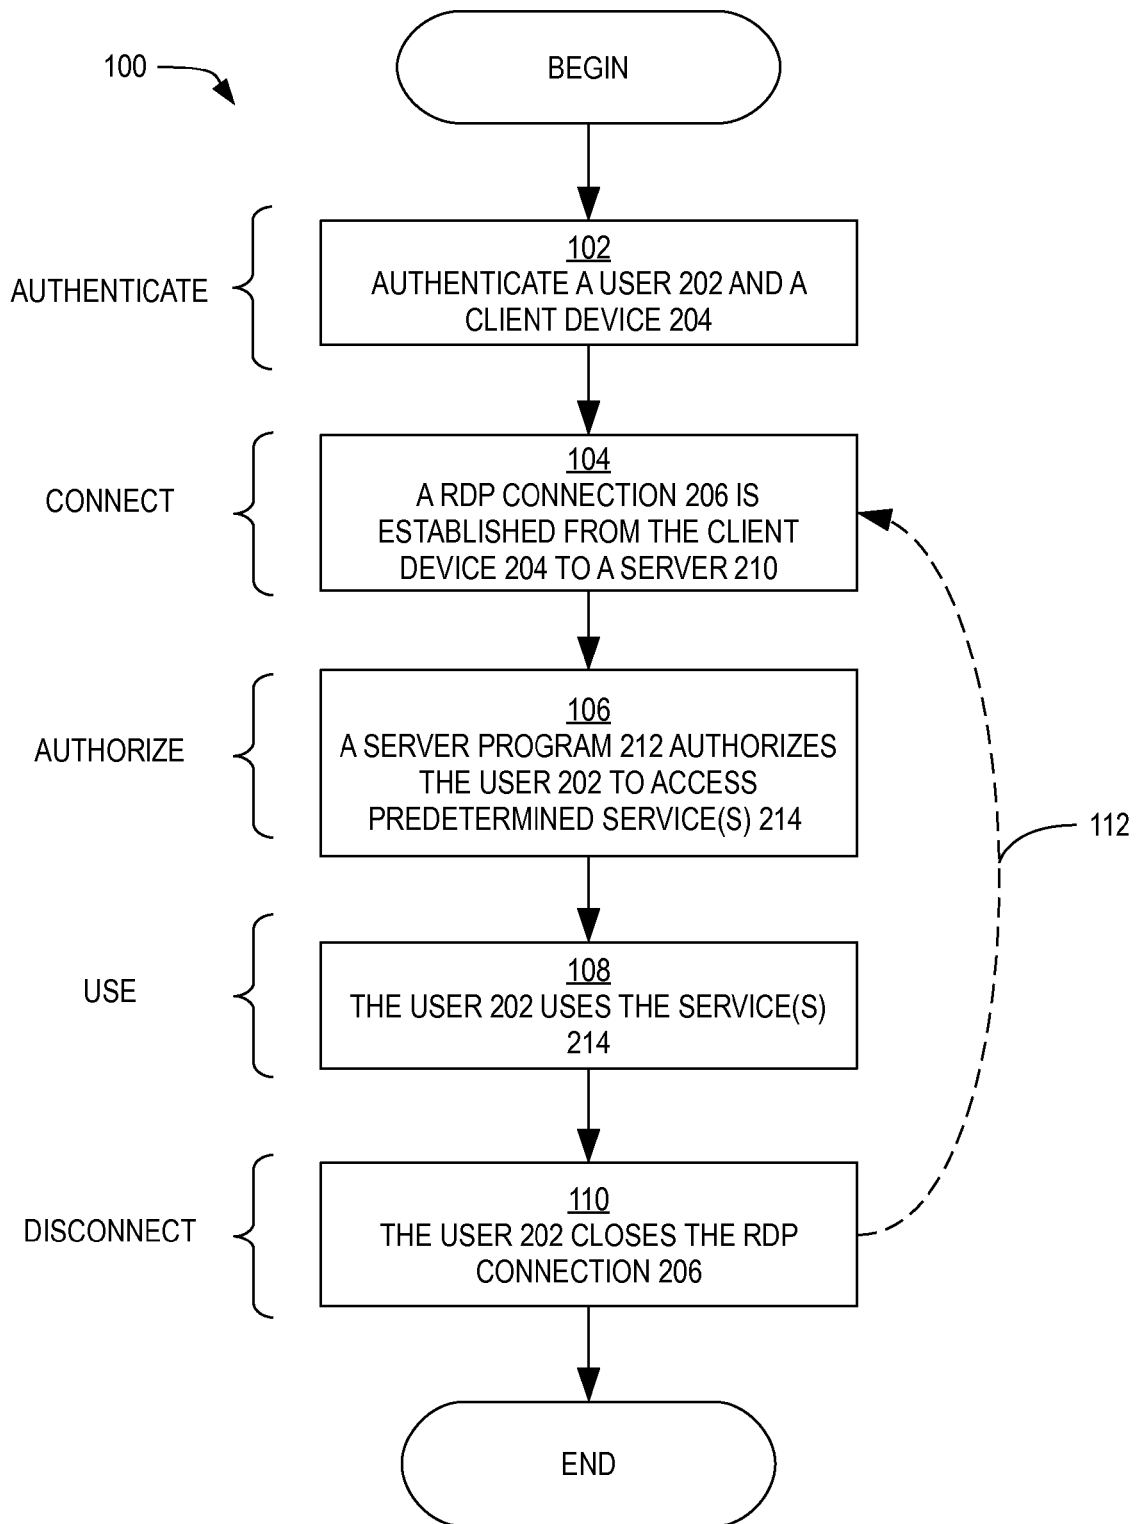 BEGIN
100
AUTHENTICATE
102
AUTHENTICATE A USER 202 AND A
CLIENT DEVICE 204
CONNECT
104
A RDP CONNECTION 206 IS
ESTABLISHED FROM THE CLIENT
DEVICE 204 TO A SERVER 210
AUTHORIZE
106
A SERVER PROGRAM 212 AUTHORIZES
THE USER 202 TO ACCESS
PREDETERMINED SERVICE(S) 214
112
USE
108
THE USER 202 USES THE SERVICE(S)
214
DISCONNECT
110
THE USER 202 CLOSES THE RDP
CONNECTION 206
END